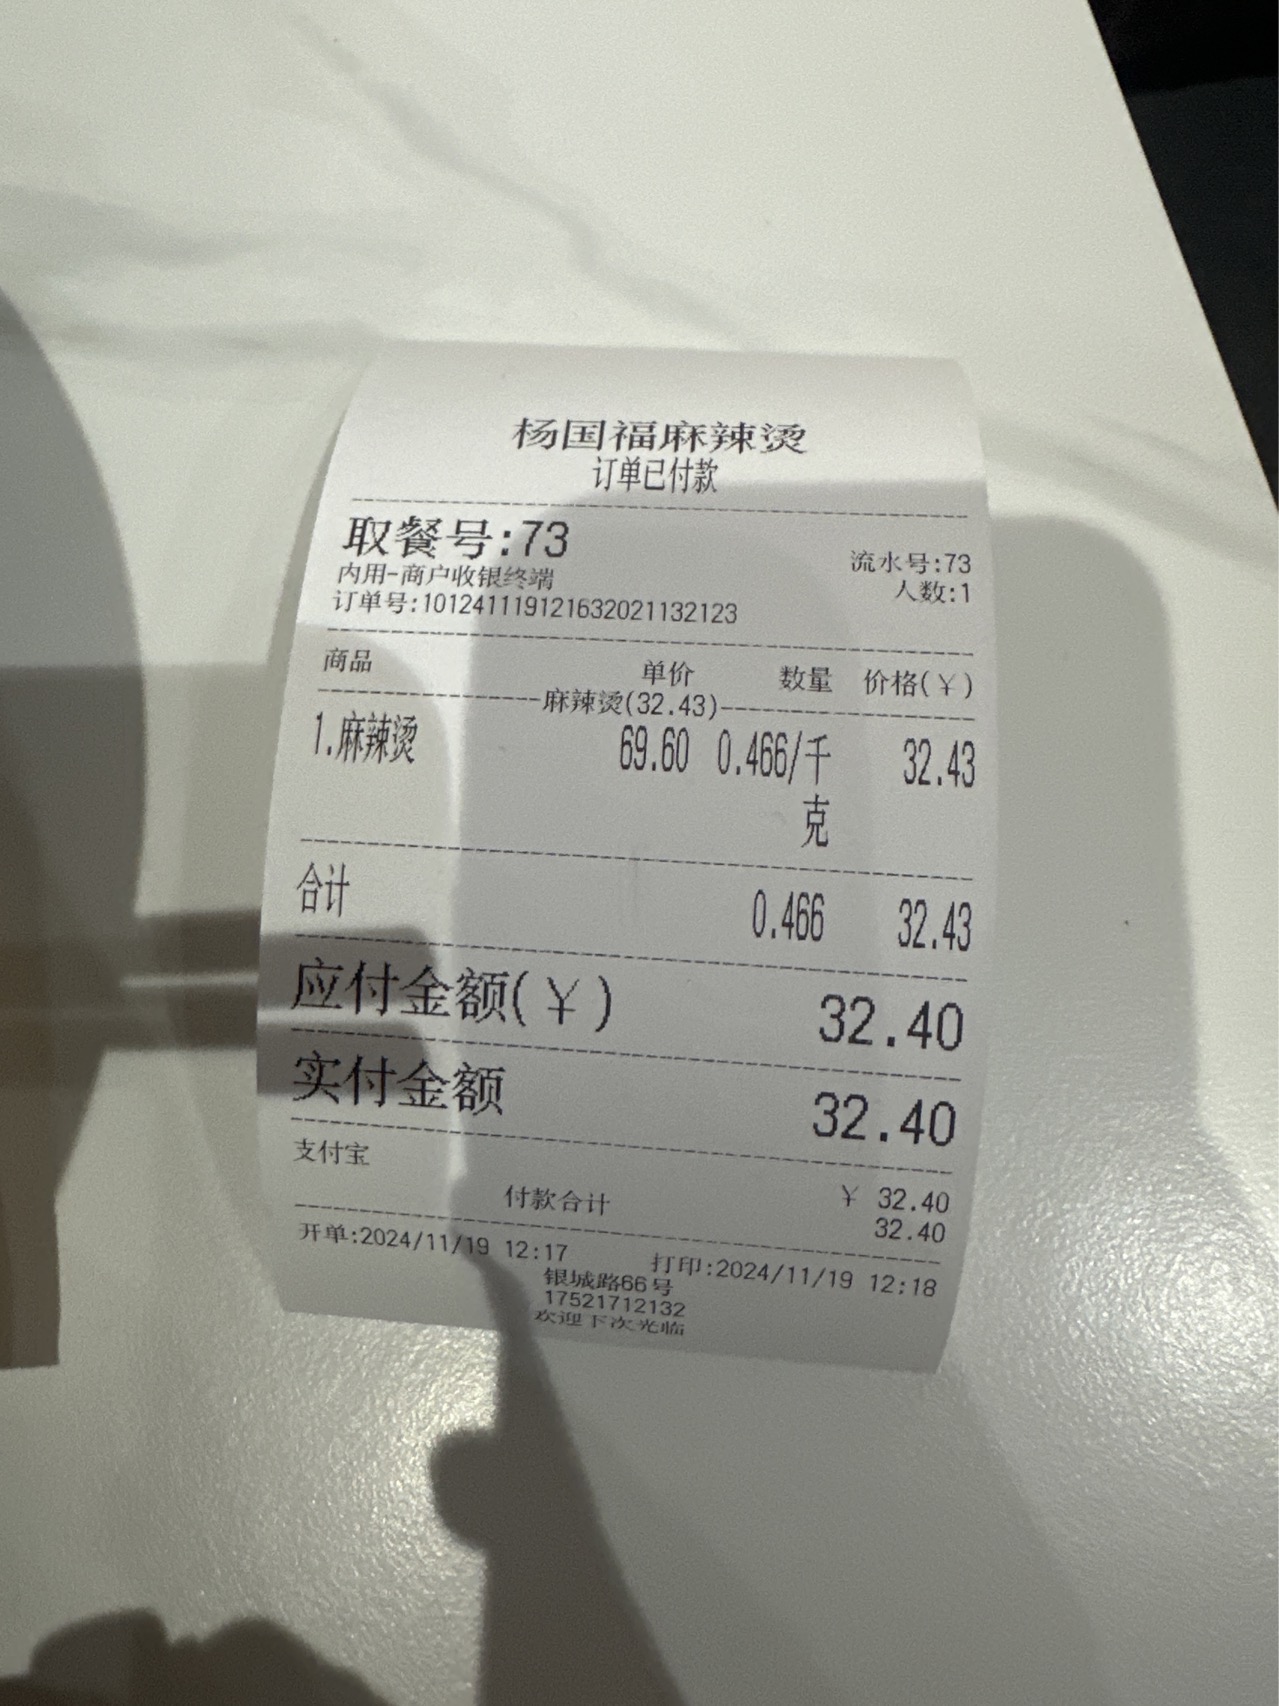 杨国福麻辣烫
订单已付款
取餐号:73
流水号:73
内用-商户收银终端
人数:1
订单号:10124111912163202113​2123
商品 单价 数量 价格(￥)
麻辣烫(32.43)
1.麻辣烫 69.60 0.466/千克 32.43
合计 0.466 32.43
应付金额(￥) 32.40
实付金额 32.40
支付宝 ￥ 32.40
付款合计 32.40
开单:2024/11/19 12:17 打印:2024/11/19 12:18
银城路66号
17521712132
欢迎下次光临